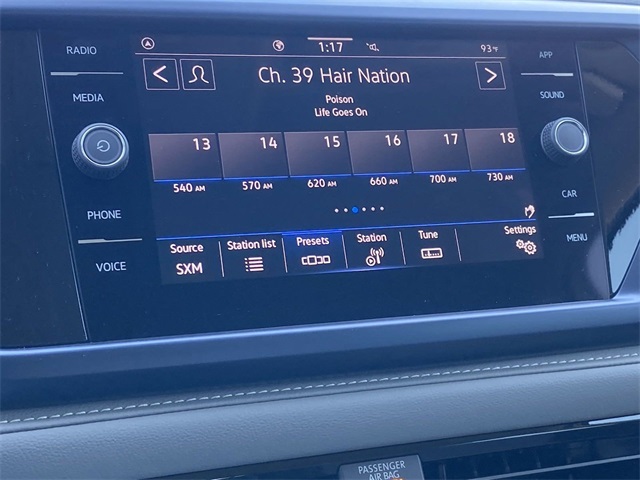 RADIO
MEDIA
PHONE
VOICE
1:17
93°F
Ch. 39 Hair Nation
Poison
Life Goes On
13 14 15 16 17 18
540 AM 570 AM 620 AM 660 AM 700 AM 730 AM
Source Station list Presets Station Tune Settings
SXM
APP
SOUND
CAR
MENU
PASSENGER
AIR BAG